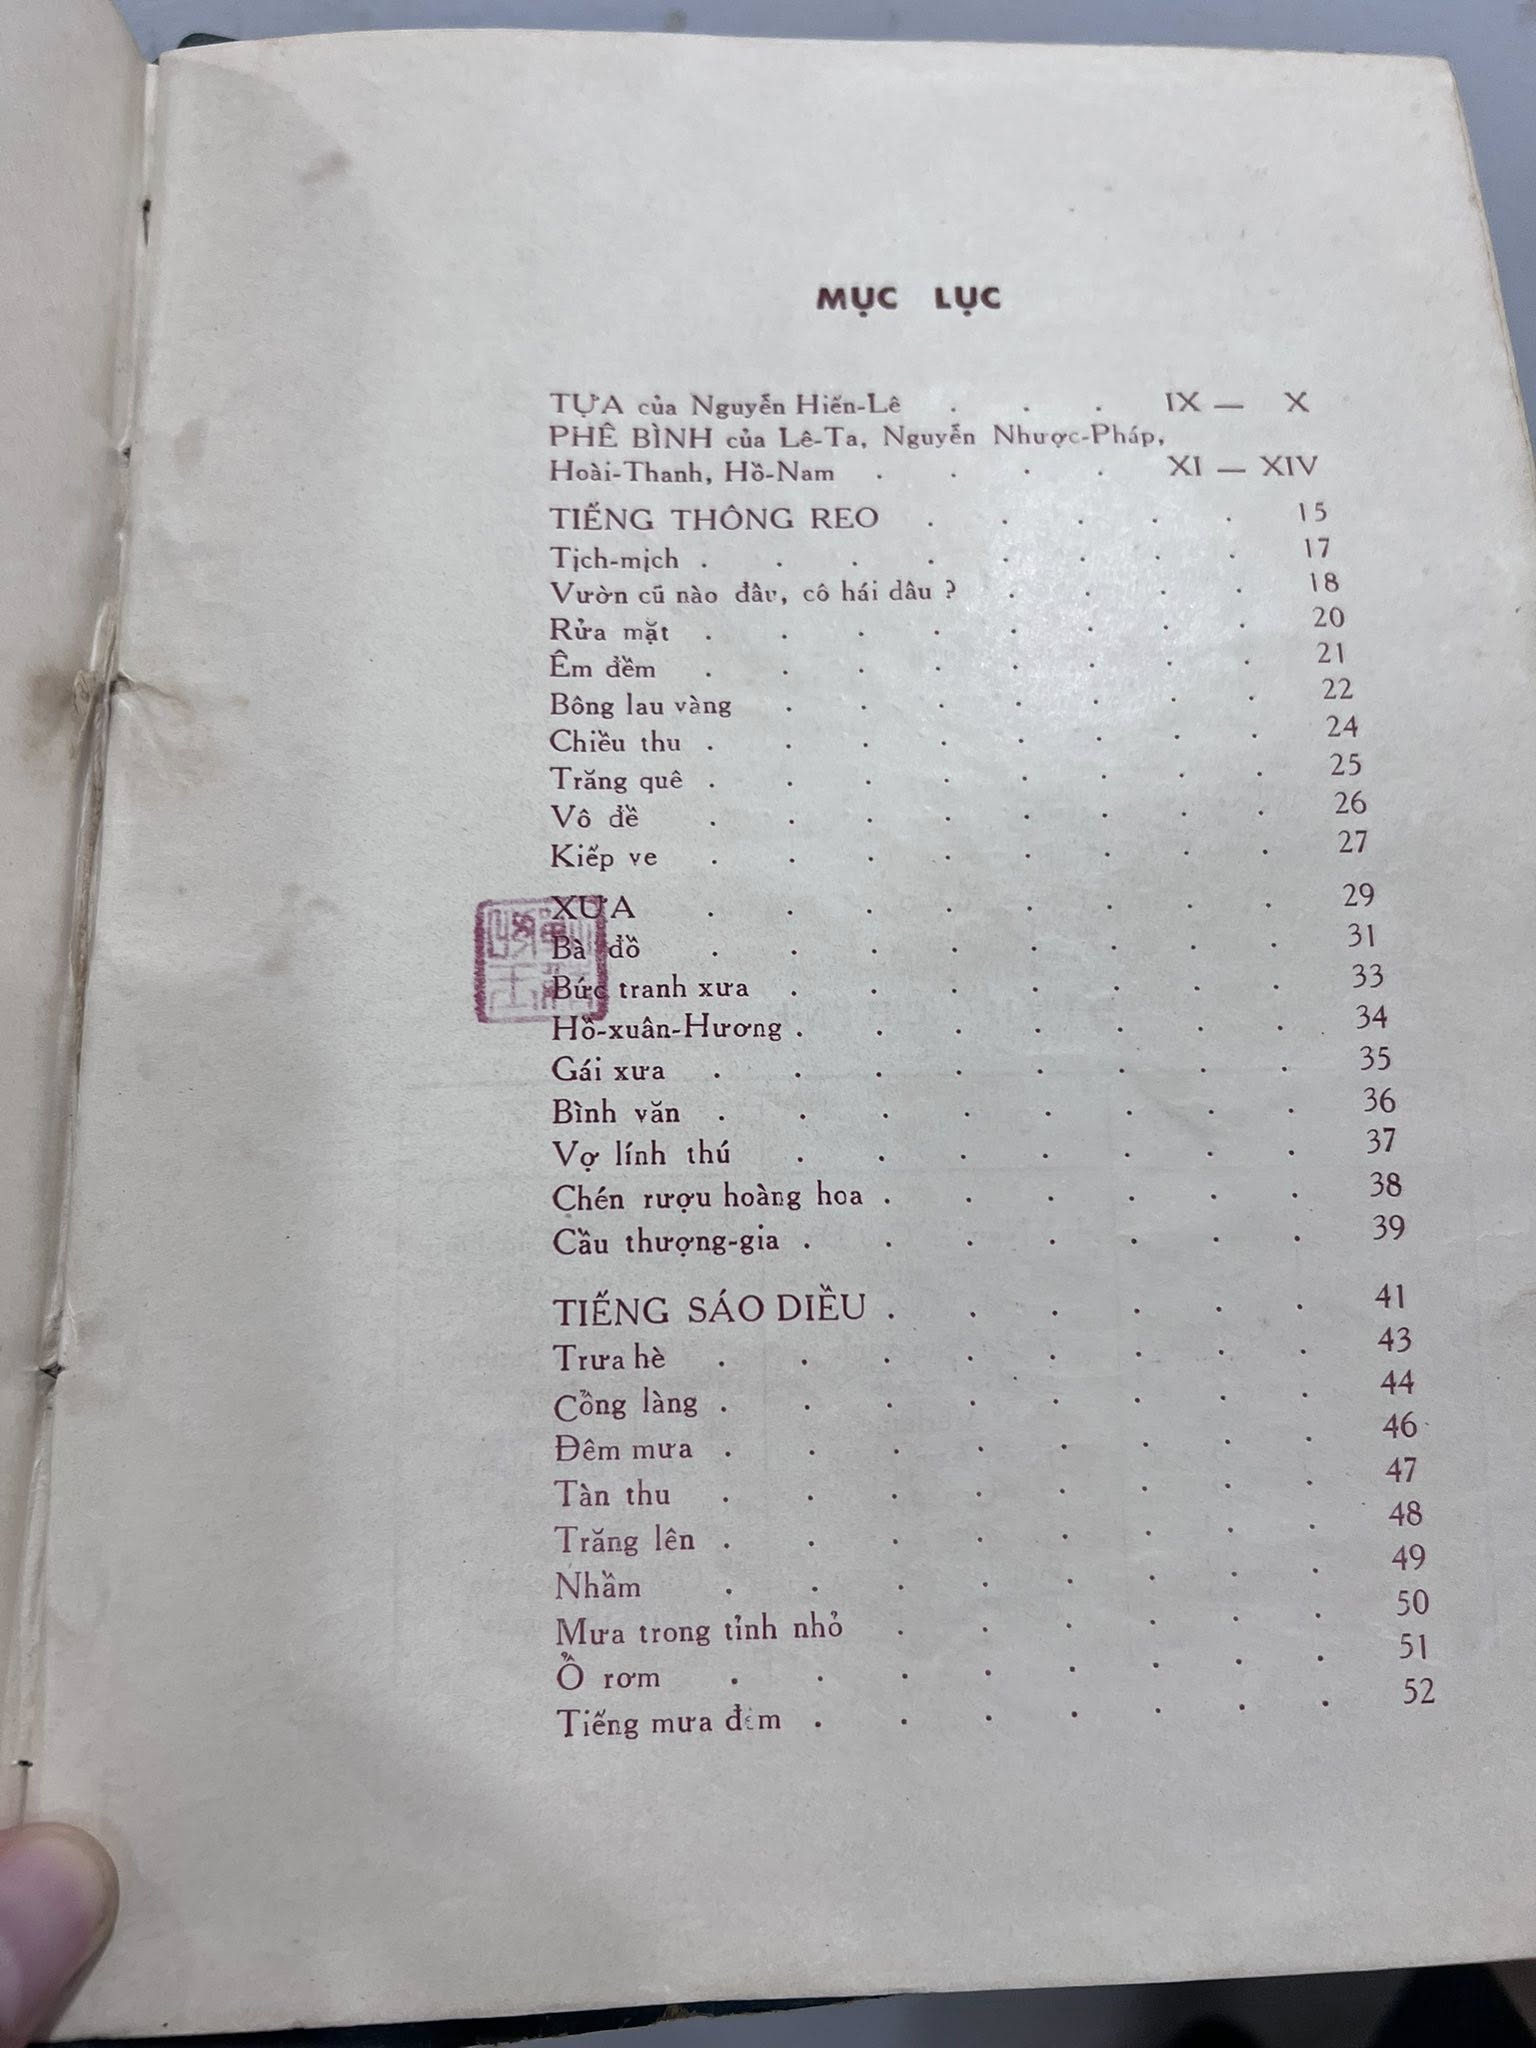 MỤC LỤC
TỰA của Nguyễn Hiến-Lê . . . IX — X
PHÊ BÌNH của Lê-Ta, Nguyễn Nhược-Pháp,
Hoài-Thanh, Hồ-Nam . . . . XI — XIV
TIẾNG THÔNG REO . . . . . 15
Tịch-mịch . . . . . . . . 17
Vườn cũ nào đâu, cô hái dâu ? . . . . 18
Rửa mặt . . . . . . . . 20
Êm đềm . . . . . . . . 21
Bông lau vàng . . . . . . . 22
Chiều thu . . . . . . . . 24
Trăng quê . . . . . . . . 25
Vô đề . . . . . . . . 26
Kiếp ve . . . . . . . . 27
XƯA . . . . . . . . 29
Bà đồ . . . . . . . . 31
Bức tranh xưa . . . . . . . 33
Hồ-xuân-Hương . . . . . . . 34
Gái xưa . . . . . . . . 35
Bình văn . . . . . . . . 36
Vợ lính thú . . . . . . . 37
Chén rượu hoàng hoa . . . . . . 38
Cầu thượng-gia . . . . . . . 39
TIẾNG SÁO DIỀU . . . . . . 41
Trưa hè . . . . . . . . 43
Cổng làng . . . . . . . . 44
Đêm mưa . . . . . . . . 46
Tàn thu . . . . . . . . 47
Trăng lên . . . . . . . . 48
Nhầm . . . . . . . . 49
Mưa trong tỉnh nhỏ . . . . . . 50
Ổ rơm . . . . . . . . 51
Tiếng mưa đêm . . . . . . . 52